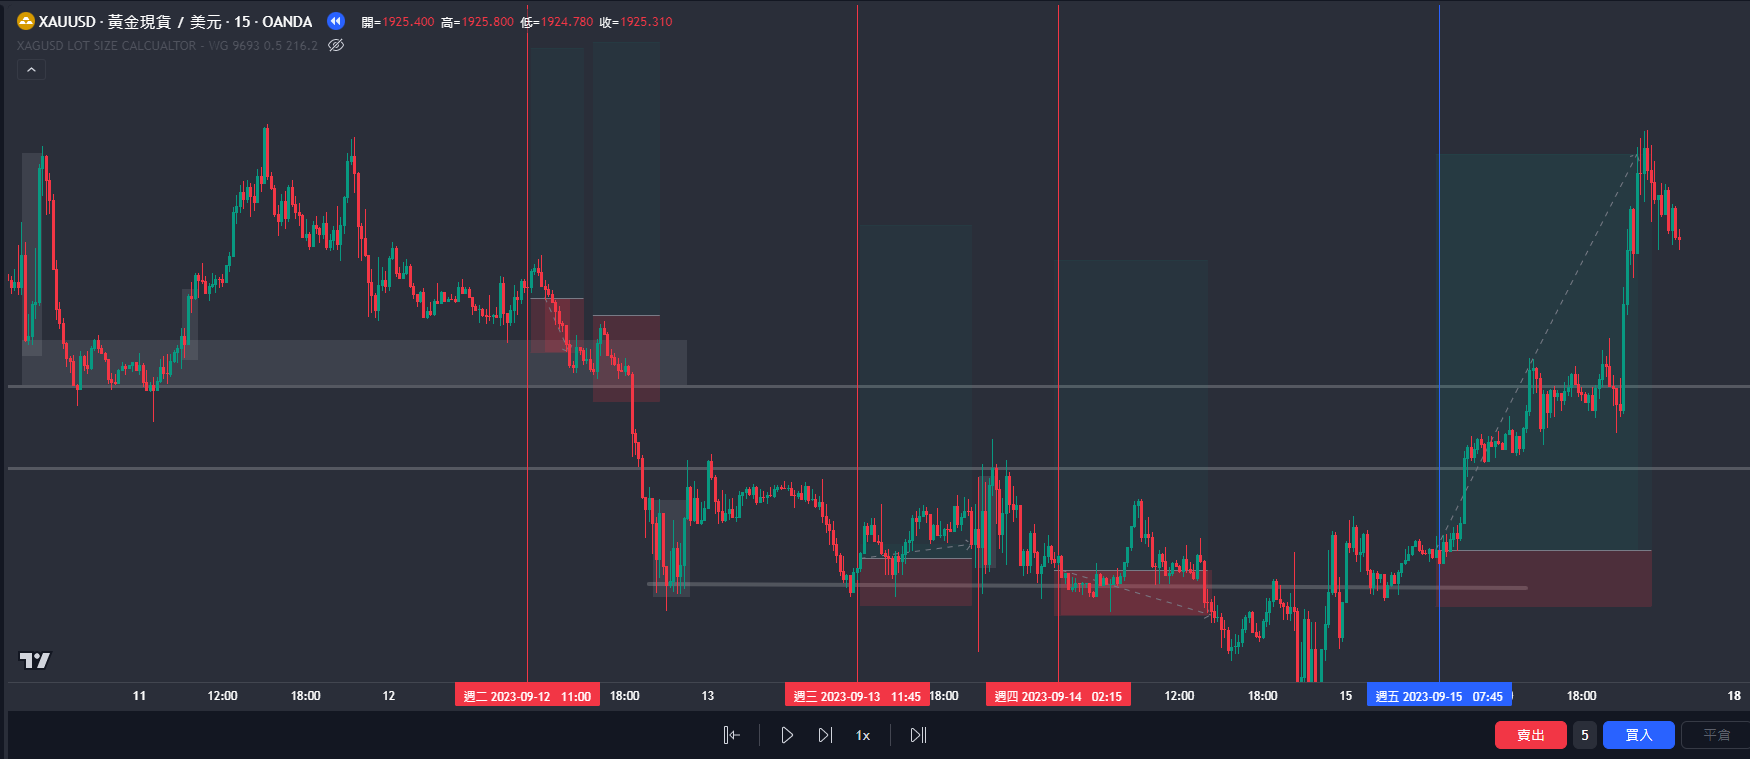 XAUUSD · 黃金現貨 / 美元 · 15 · OANDA 開=1925.400 高=1925.800 低=1924.780 收=1925.310
XAGUSD LOT SIZE CALCUALTOR - WG 9693 0.5 216.2
11 12:00 18:00 12 週二 2023-09-12 11:00 18:00 13 週三 2023-09-13 11:45 18:00 週四 2023-09-14 02:15 12:00 18:00 15 週五 2023-09-15 07:45 18:00 18
1x 賣出 5 買入 平倉